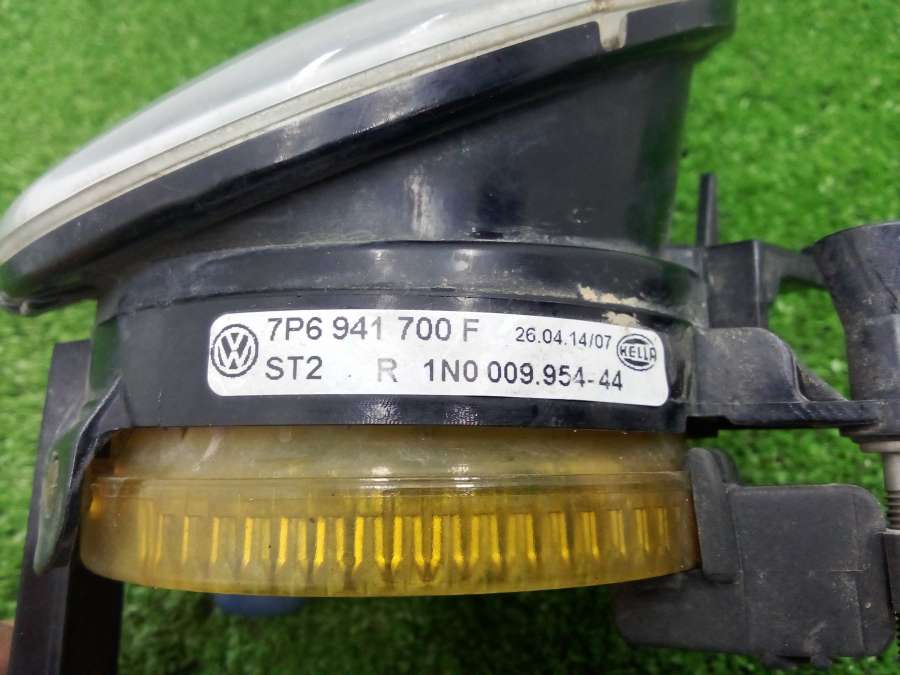 7P6 941 700 F 26.04.14/07 HELLA
ST2 R 1N0 009.954-44